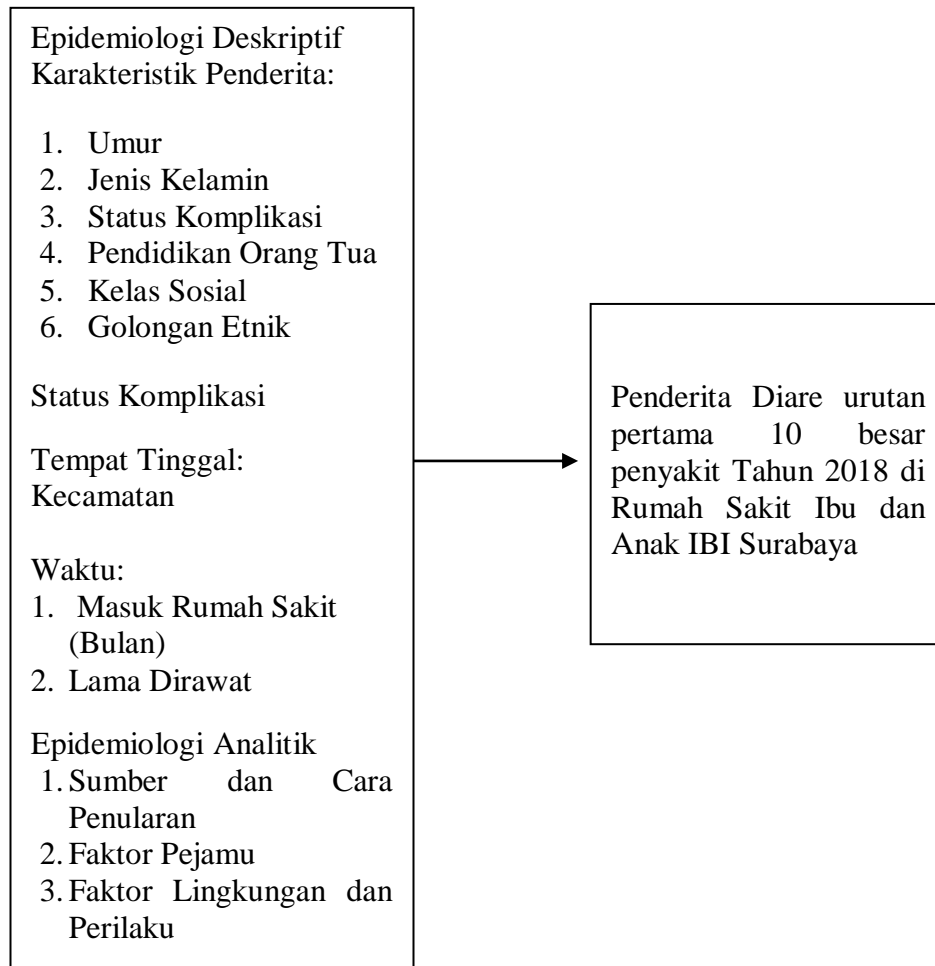 Epidemiologi Deskriptif
Karakteristik Penderita:
1. Umur
2. Jenis Kelamin
3. Status Komplikasi
4. Pendidikan Orang Tua
5. Kelas Sosial
6. Golongan Etnik
Status Komplikasi
Tempat Tinggal:
Kecamatan
Waktu:
1. Masuk Rumah Sakit
(Bulan)
2. Lama Dirawat
Epidemiologi Analitik
1. Sumber dan Cara
Penularan
2. Faktor Pejamu
3. Faktor Lingkungan dan
Perilaku
Penderita Diare urutan
pertama 10 besar
penyakit Tahun 2018 di
Rumah Sakit Ibu dan
Anak IBI Surabaya